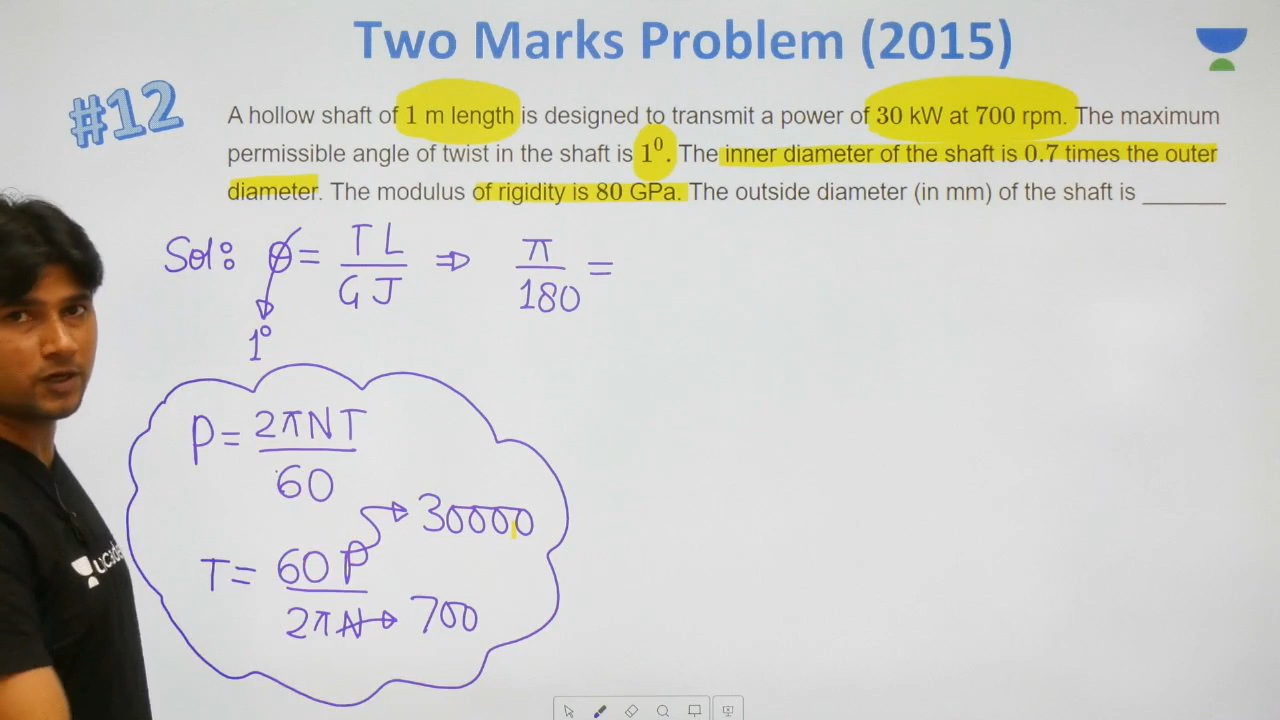 Two Marks Problem (2015)
#12
A hollow shaft of 1 m length is designed to transmit a power of 30 kW at 700 rpm. The maximum
permissible angle of twist in the shaft is 1⁰. The inner diameter of the shaft is 0.7 times the outer
diameter. The modulus of rigidity is 80 GPa. The outside diameter (in mm) of the shaft is ________
Sol: θ = TL/GJ ⇒ π/180 =
1°
P = 2πNT/60
30000
T = 60P/2πN → 700